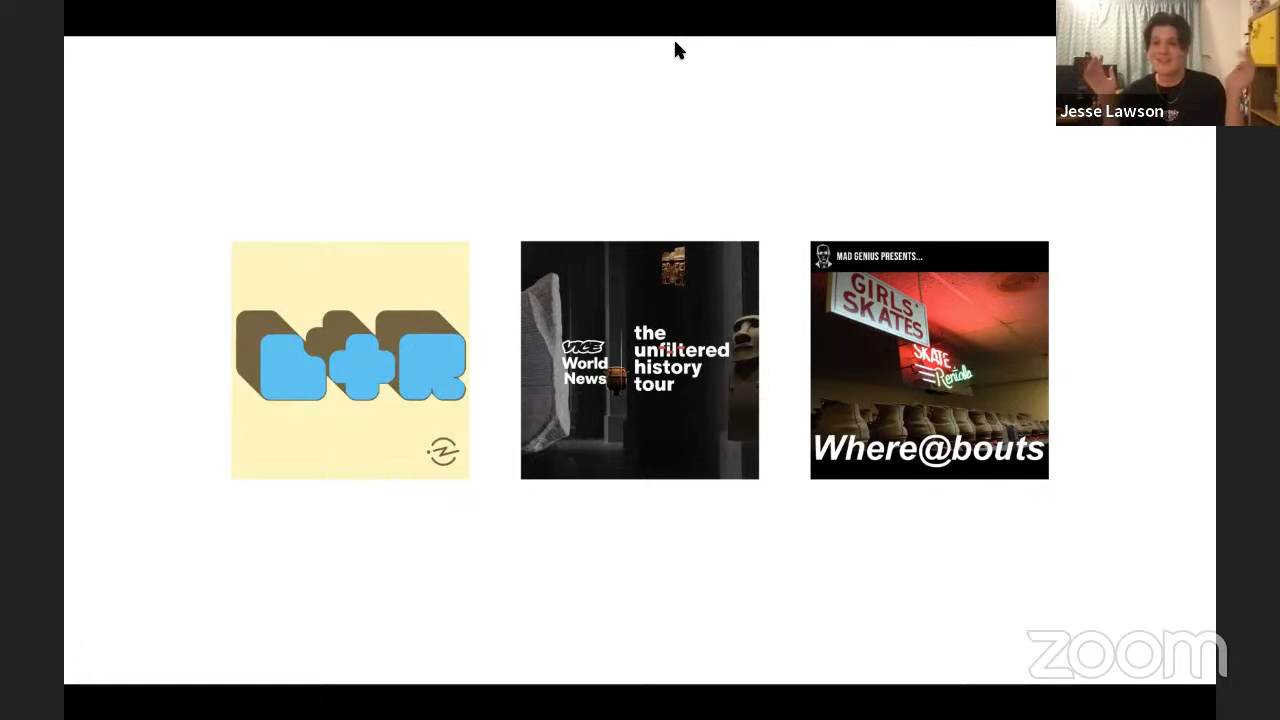 Jesse Lawson
D+R
VICE
World
News
the
unfiltered
history
tour
MAD GENIUS PRESENTS...
GIRLS'
SKATES
SKATE
Rentals
Where@bouts
zoom